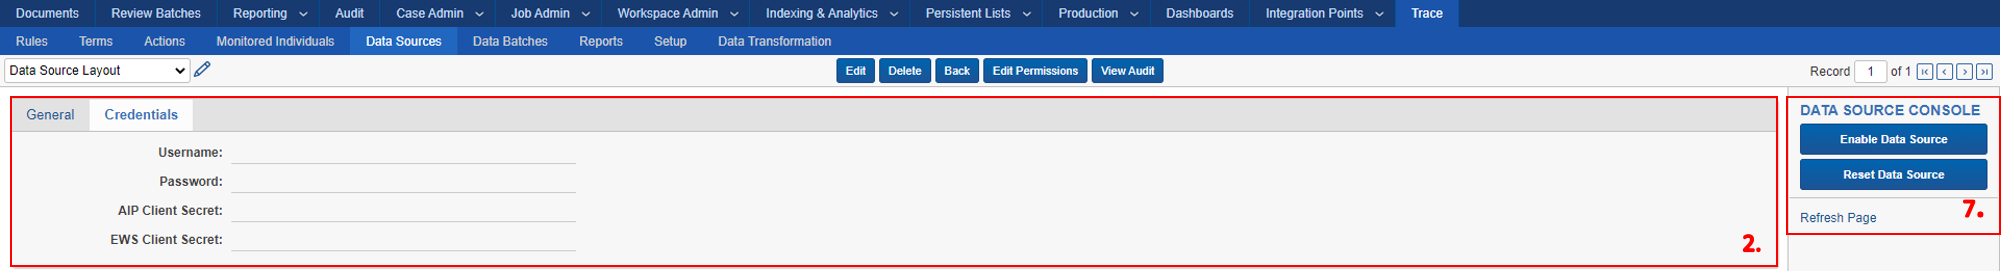 Documents Review Batches Reporting Audit Case Admin Job Admin Workspace Admin Indexing & Analytics Persistent Lists Production Dashboards Integration Points Trace
Rules Terms Actions Monitored Individuals Data Sources Data Batches Reports Setup Data Transformation
Data Source Layout Edit Delete Back Edit Permissions View Audit Record 1 of 1
General Credentials
Username:
Password:
AIP Client Secret:
EWS Client Secret:
2.
DATA SOURCE CONSOLE
Enable Data Source
Reset Data Source
Refresh Page
7.